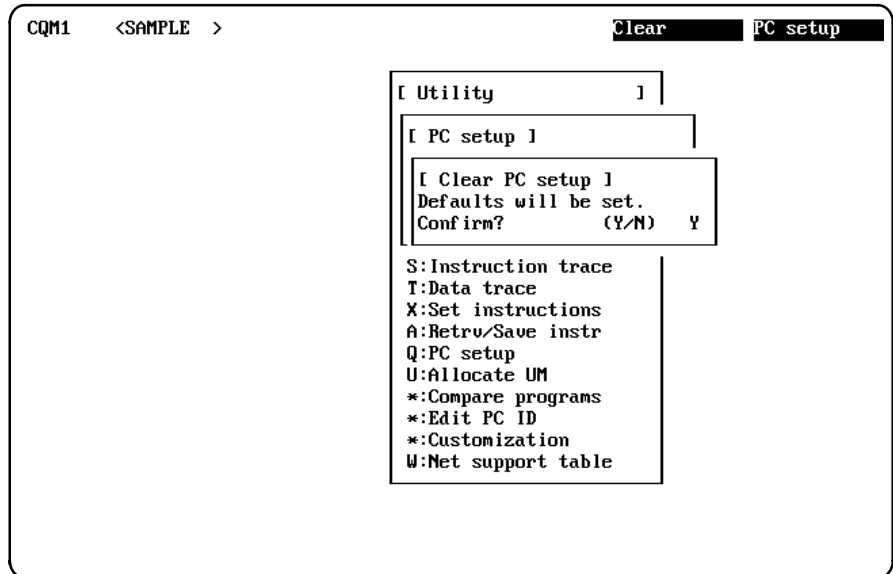 CQM1 <SAMPLE > Clear PC setup
[ Utility ]
[ PC setup ]
[ Clear PC setup ]
Defaults will be set.
Confirm? (Y/N) Y
S:Instruction trace
T:Data trace
X:Set instructions
A:Retrv/Save instr
Q:PC setup
U:Allocate UM
*:Compare programs
*:Edit PC ID
*:Customization
W:Net support table